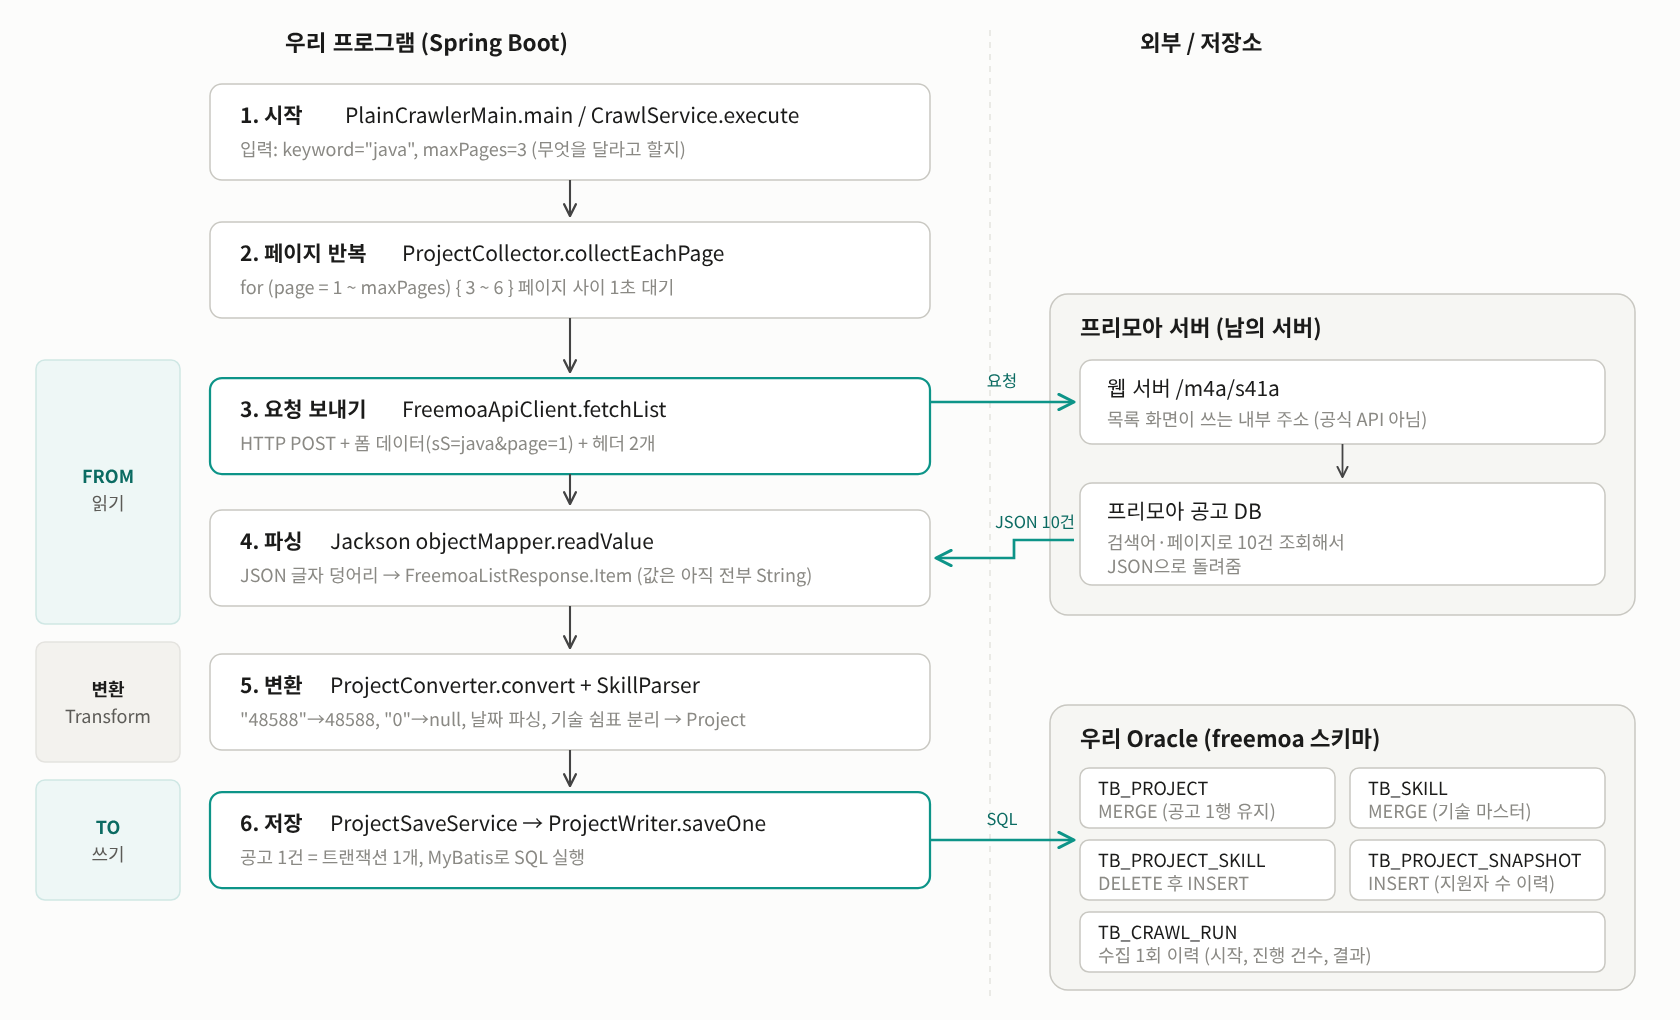 우리 프로그램 (Spring Boot)
외부 / 저장소
1. 시작 PlainCrawlerMain.main / CrawlService.execute
입력: keyword="java", maxPages=3 (무엇을 달라고 할지)
2. 페이지 반복 ProjectCollector.collectEachPage
for (page = 1 ~ maxPages) { 3 ~ 6 } 페이지 사이 1초 대기
FROM
읽기
3. 요청 보내기 FreemoaApiClient.fetchList
HTTP POST + 폼 데이터(sS=java&page=1) + 헤더 2개
요청
프리모아 서버 (남의 서버)
웹 서버 /m4a/s41a
목록 화면이 쓰는 내부 주소 (공식 API 아님)
프리모아 공고 DB
검색어·페이지로 10건 조회해서
JSON으로 돌려줌
JSON 10건
4. 파싱 Jackson objectMapper.readValue
JSON 글자 덩어리 → FreemoaListResponse.Item (값은 아직 전부 String)
변환
Transform
5. 변환 ProjectConverter.convert + SkillParser
"48588"→48588, "0"→null, 날짜 파싱, 기술 쉼표 분리 → Project
TO
쓰기
6. 저장 ProjectSaveService → ProjectWriter.saveOne
공고 1건 = 트랜잭션 1개, MyBatis로 SQL 실행
SQL
우리 Oracle (freemoa 스키마)
TB_PROJECT
MERGE (공고 1행 유지)
TB_SKILL
MERGE (기술 마스터)
TB_PROJECT_SKILL
DELETE 후 INSERT
TB_PROJECT_SNAPSHOT
INSERT (지원자 수 이력)
TB_CRAWL_RUN
수집 1회 이력 (시작, 진행 건수, 결과)